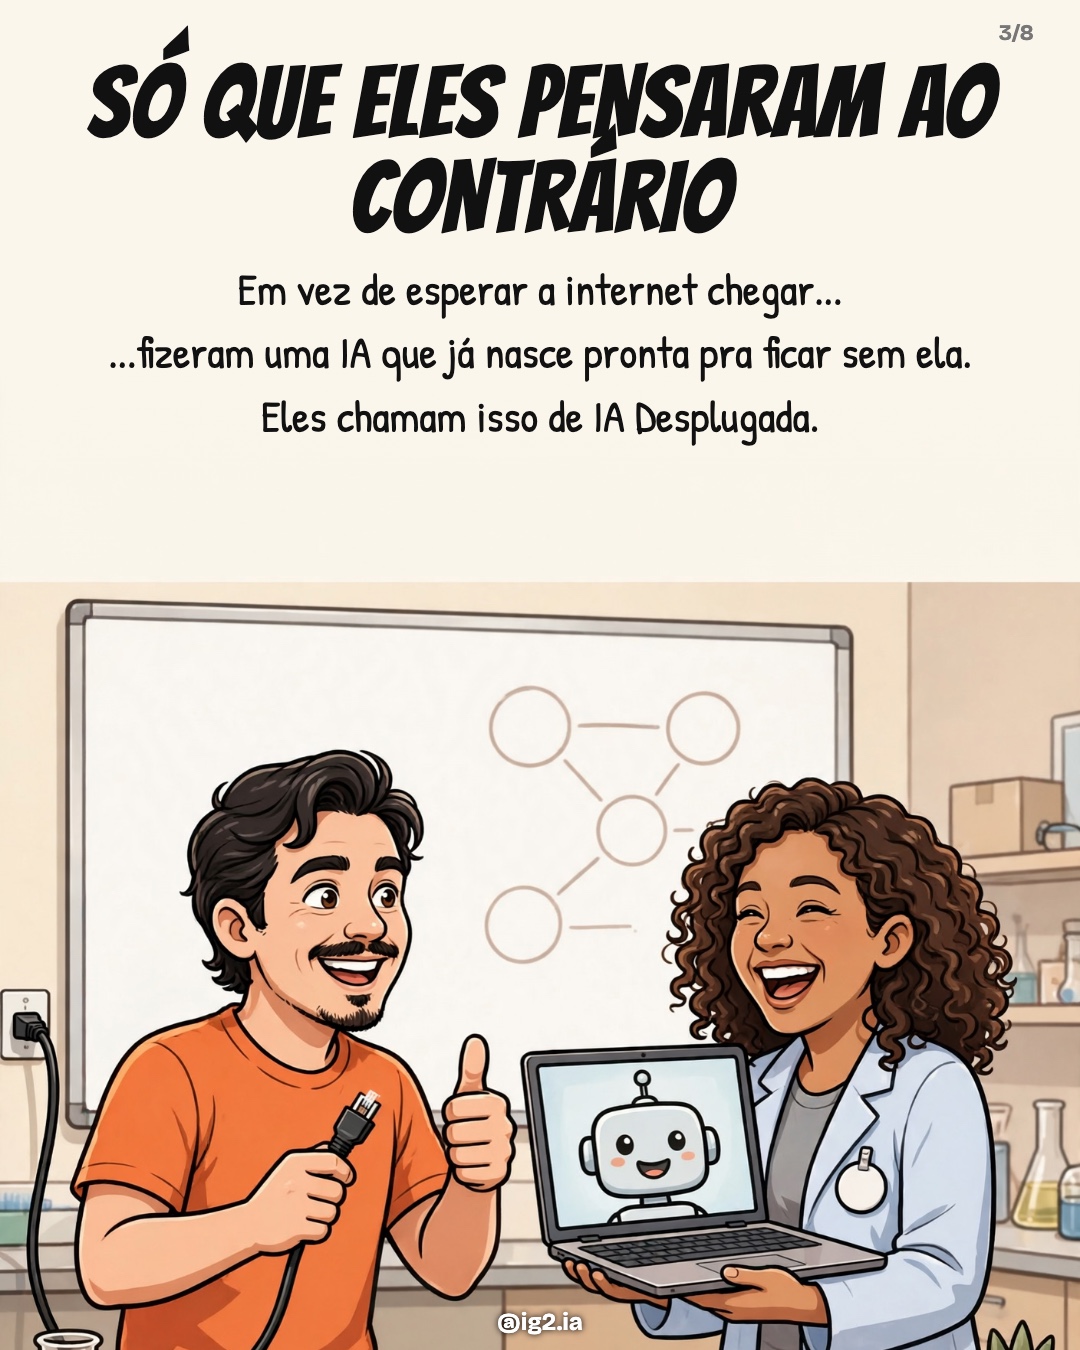 3/8
SÓ QUE ELES PENSARAM AO
CONTRÁRIO
Em vez de esperar a internet chegar...
...fizeram uma IA que já nasce pronta pra ficar sem ela.
Eles chamam isso de IA Desplugada.
@ig2.ia